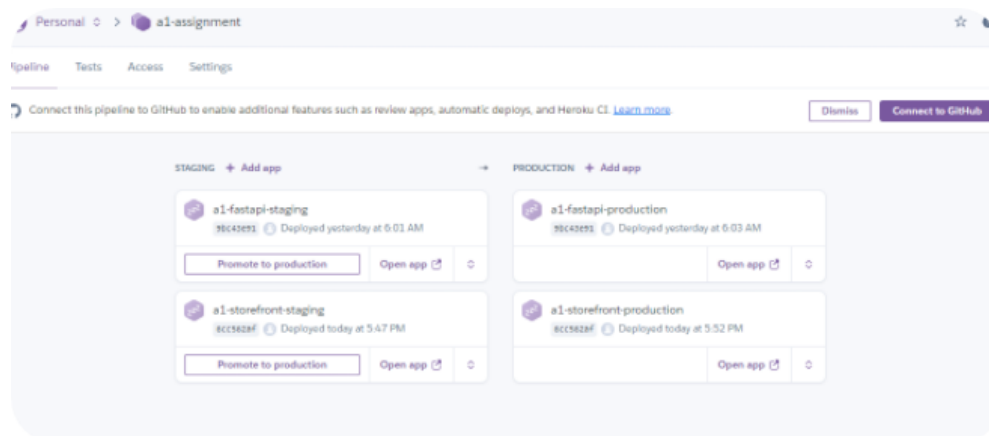 Personal > a1-assignment
Pipeline Tests Access Settings
Connect this pipeline to GitHub to enable additional features such as review apps, automatic deploys, and Heroku CI. Learn more.
Dismiss
Connect to GitHub
STAGING + Add app
PRODUCTION + Add app
a1-fastapi-staging
9bc43e91 Deployed yesterday at 6:01 AM
Promote to production
Open app
a1-fastapi-production
9bc43e91 Deployed yesterday at 6:03 AM
Open app
a1-storefront-staging
Deployed today at 5:47 PM
Promote to production
Open app
a1-storefront-production
Deployed today at 5:52 PM
Open app